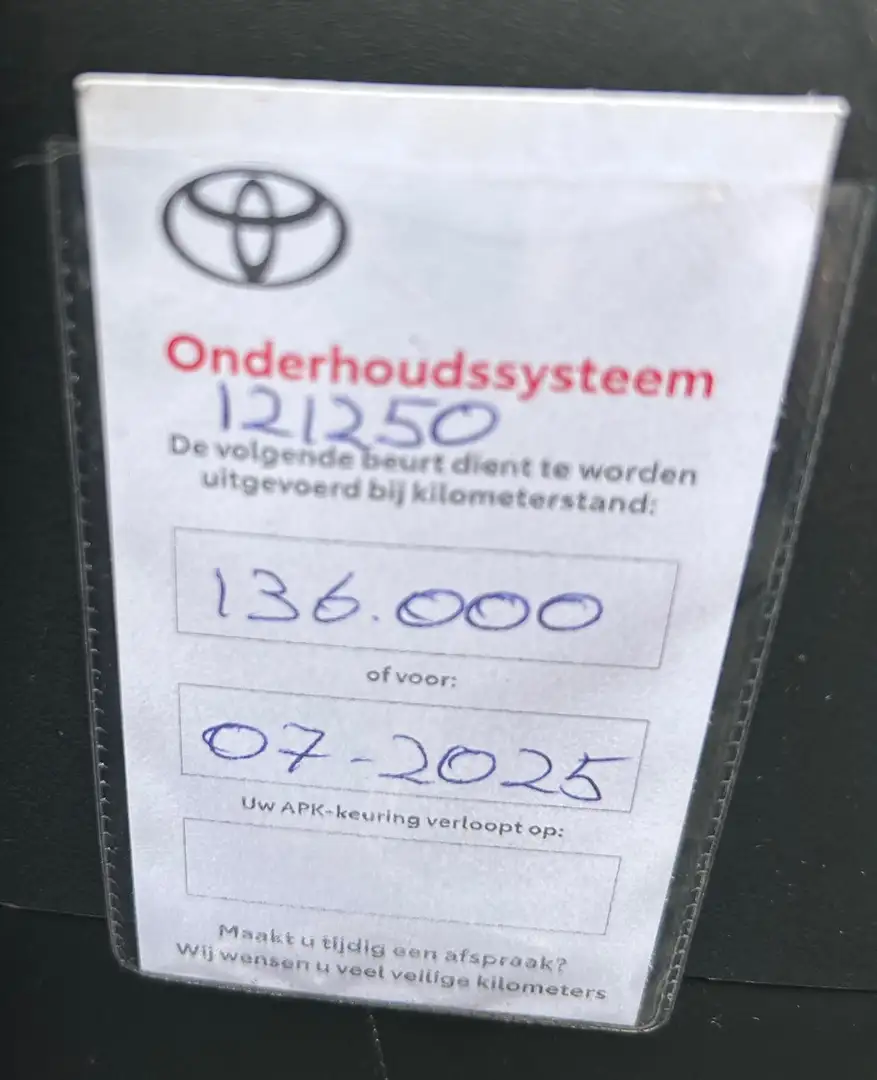 Onderhoudssysteem
121250
De volgende beurt dient te worden
uitgevoerd bij kilometerstand:
136.000
of voor:
07-2025
Uw APK-keuring verloopt op:
Maakt u tijdig een afspraak?
Wij wensen u veel veilige kilometers